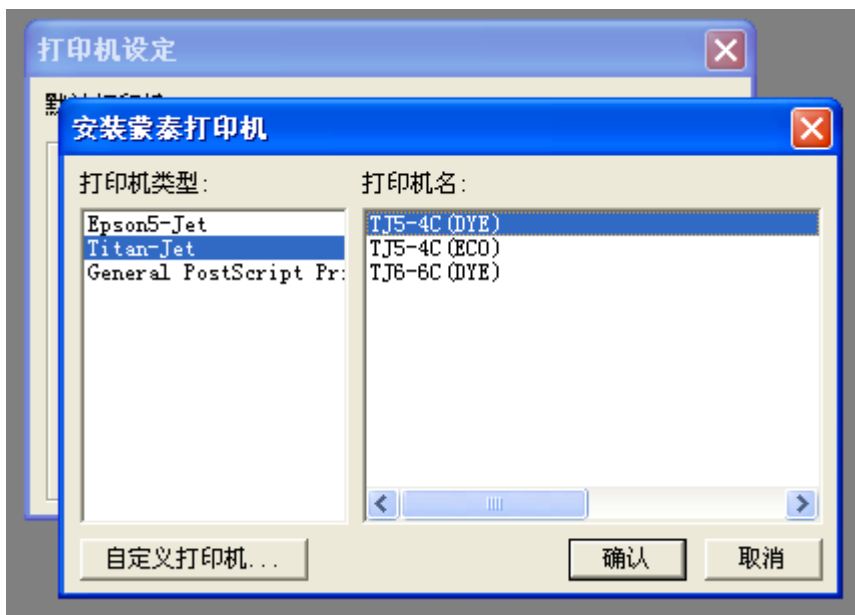 打印机设定
安装蒙泰打印机
打印机类型:
打印机名:
Epson5-Jet
Titan-Jet
General PostScript Pr
TJ5-4C(DYE)
TJ5-4C(ECO)
TJ6-6C(DYE)
自定义打印机...
确认
取消